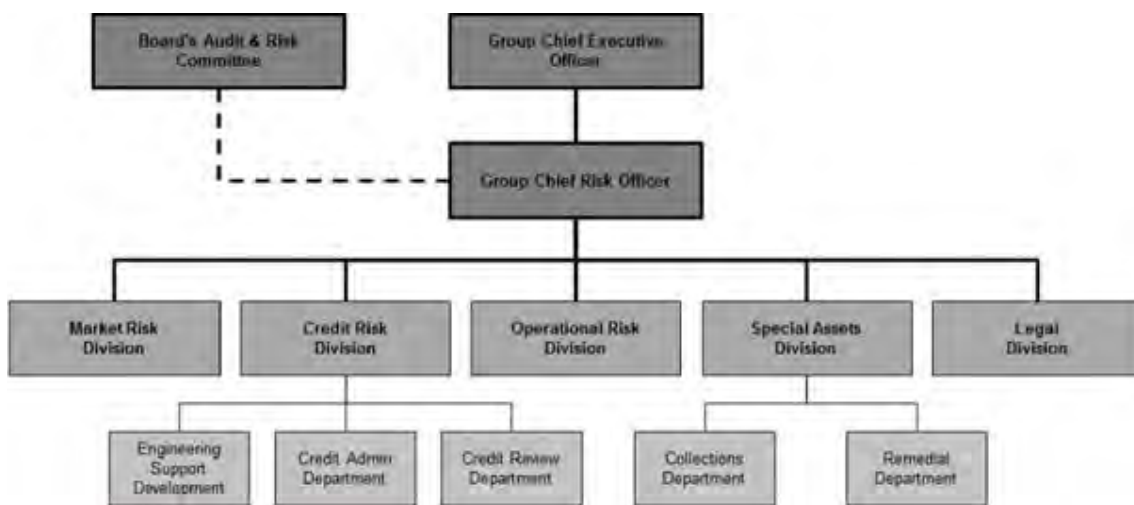 Board's Audit & Risk
Committee
Group Chief Executive
Officer
Group Chief Risk Officer
Market Risk
Division
Credit Risk
Division
Operational Risk
Division
Special Assets
Division
Legal
Division
Engineering
Support
Development
Credit Admin
Department
Credit Review
Department
Collections
Department
Remedial
Department